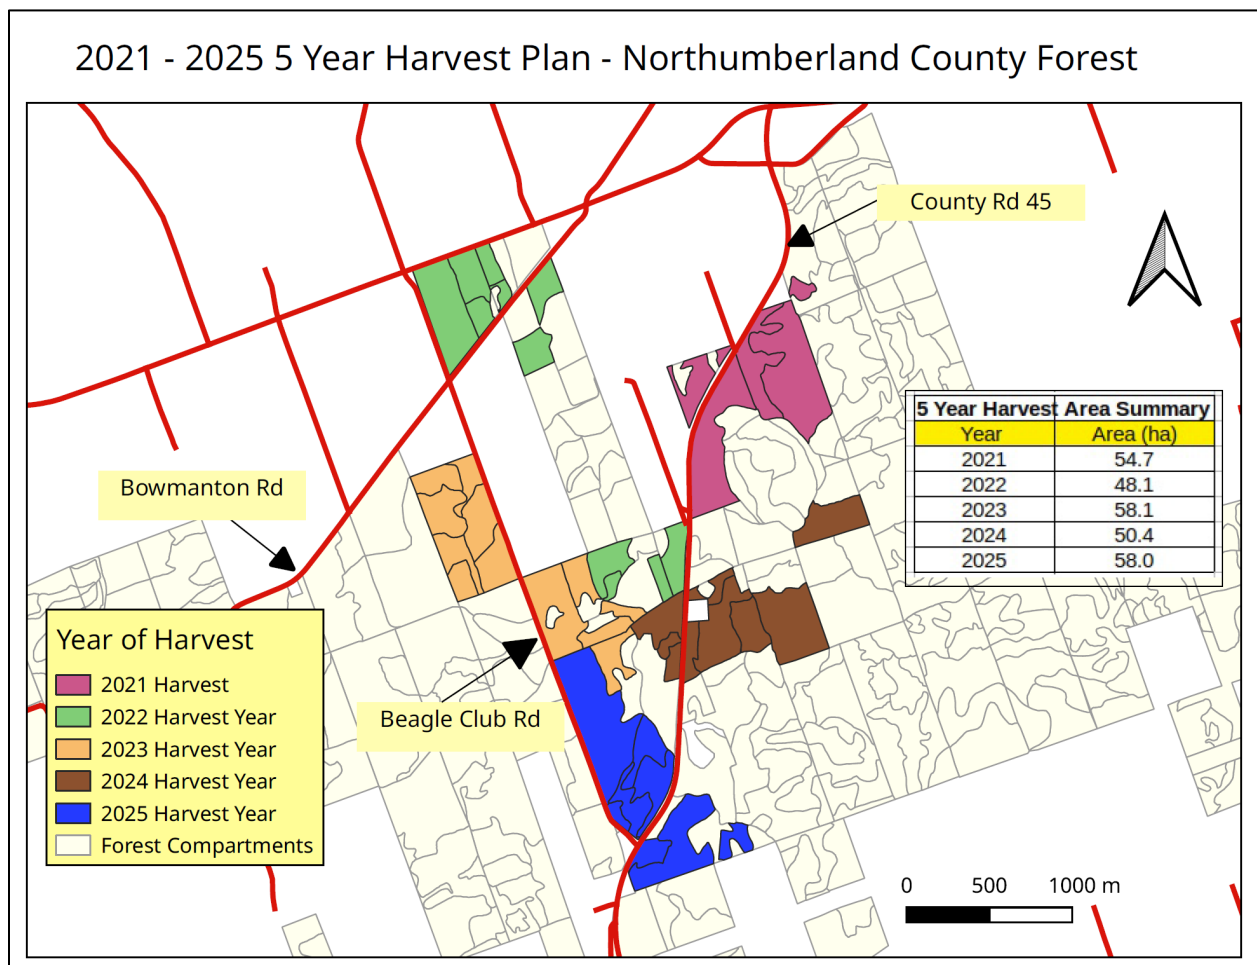 2021 - 2025 5 Year Harvest Plan - Northumberland County Forest
County Rd 45
5 Year Harvest Area Summary
Year Area (ha)
2021 54.7
2022 48.1
2023 58.1
2024 50.4
2025 58.0
Bowmanton Rd
Beagle Club Rd
Year of Harvest
2021 Harvest
2022 Harvest Year
2023 Harvest Year
2024 Harvest Year
2025 Harvest Year
Forest Compartments
0 500 1000 m